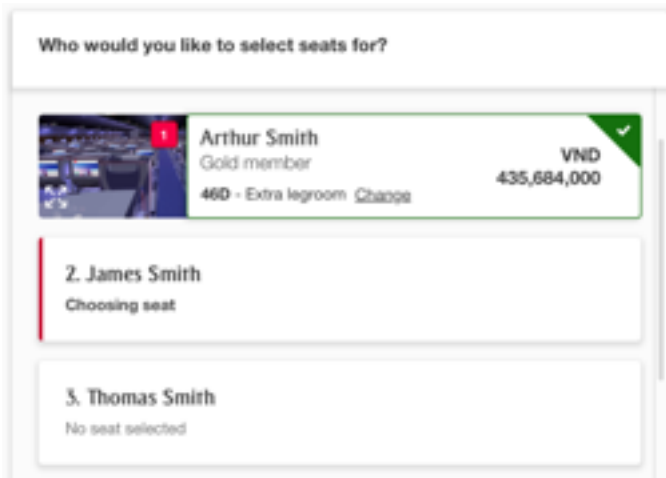 Who would you like to select seats for?
1
Arthur Smith
Gold member
46D - Extra legroom Change
VND
435,684,000
2. James Smith
Choosing seat
3. Thomas Smith
No seat selected